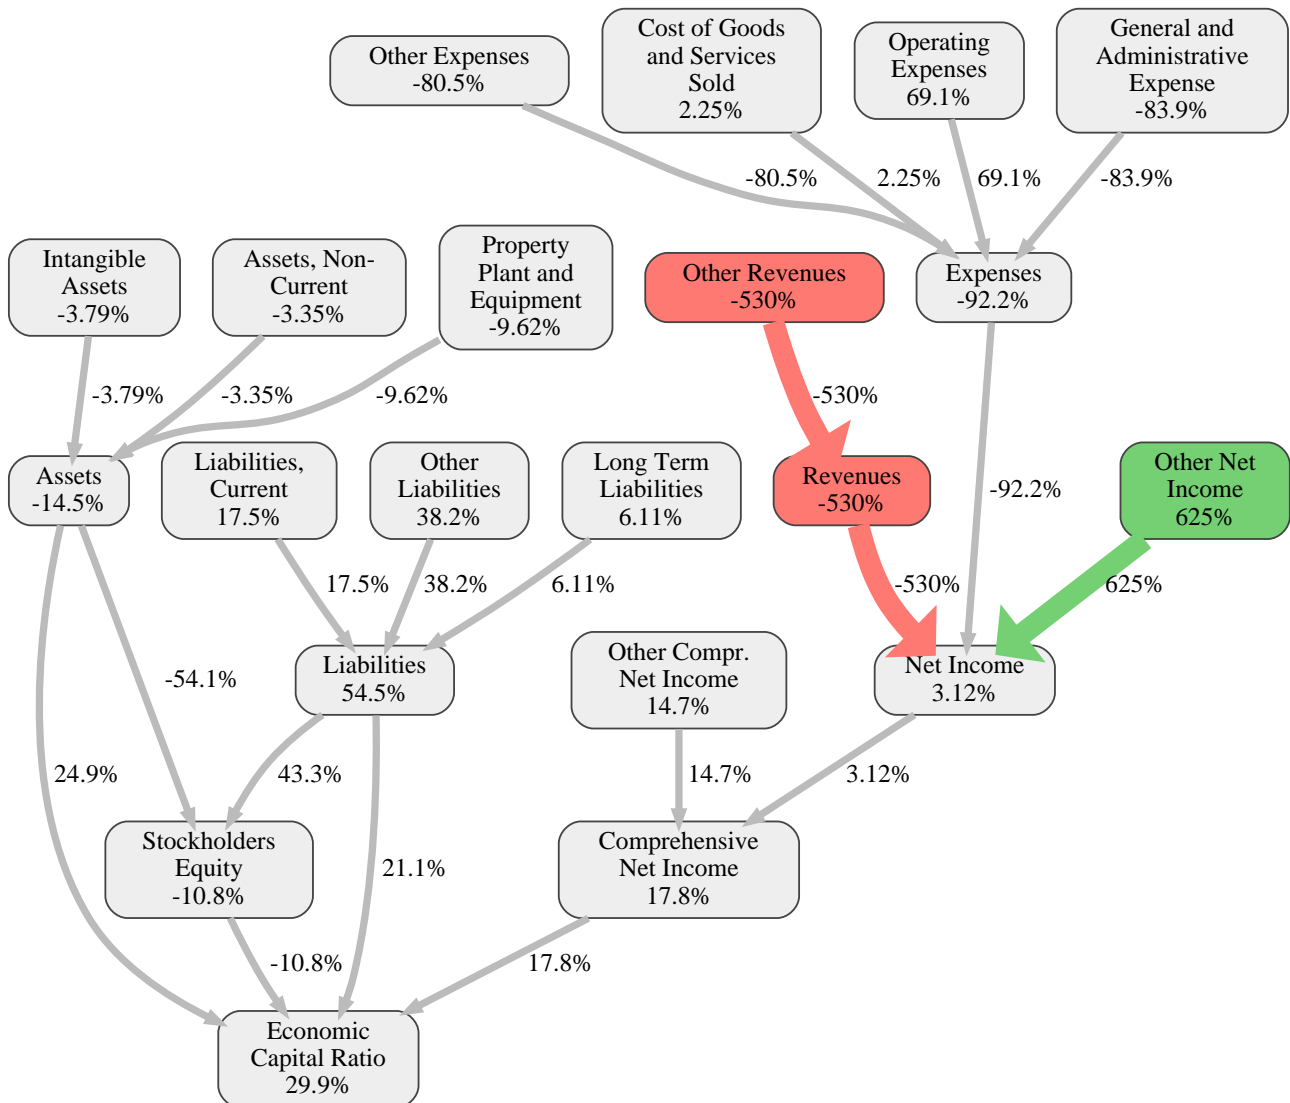 Other Expenses
-80.5%
Cost of Goods
and Services
Sold
2.25%
Operating
Expenses
69.1%
General and
Administrative
Expense
-83.9%
-80.5%
2.25%
69.1%
-83.9%
Intangible
Assets
-3.79%
Assets, Non-
Current
-3.35%
Property
Plant and
Equipment
-9.62%
Other Revenues
-530%
Expenses
-92.2%
-3.79%
-3.35%
-9.62%
-530%
Assets
-14.5%
Liabilities,
Current
17.5%
Other
Liabilities
38.2%
Long Term
Liabilities
6.11%
Revenues
-530%
-92.2%
Other Net
Income
625%
17.5%
38.2%
6.11%
-530%
625%
-54.1%
Liabilities
54.5%
Other Compr.
Net Income
14.7%
Net Income
3.12%
24.9%
43.3%
14.7%
3.12%
Stockholders
Equity
-10.8%
21.1%
Comprehensive
Net Income
17.8%
-10.8%
17.8%
Economic
Capital Ratio
29.9%